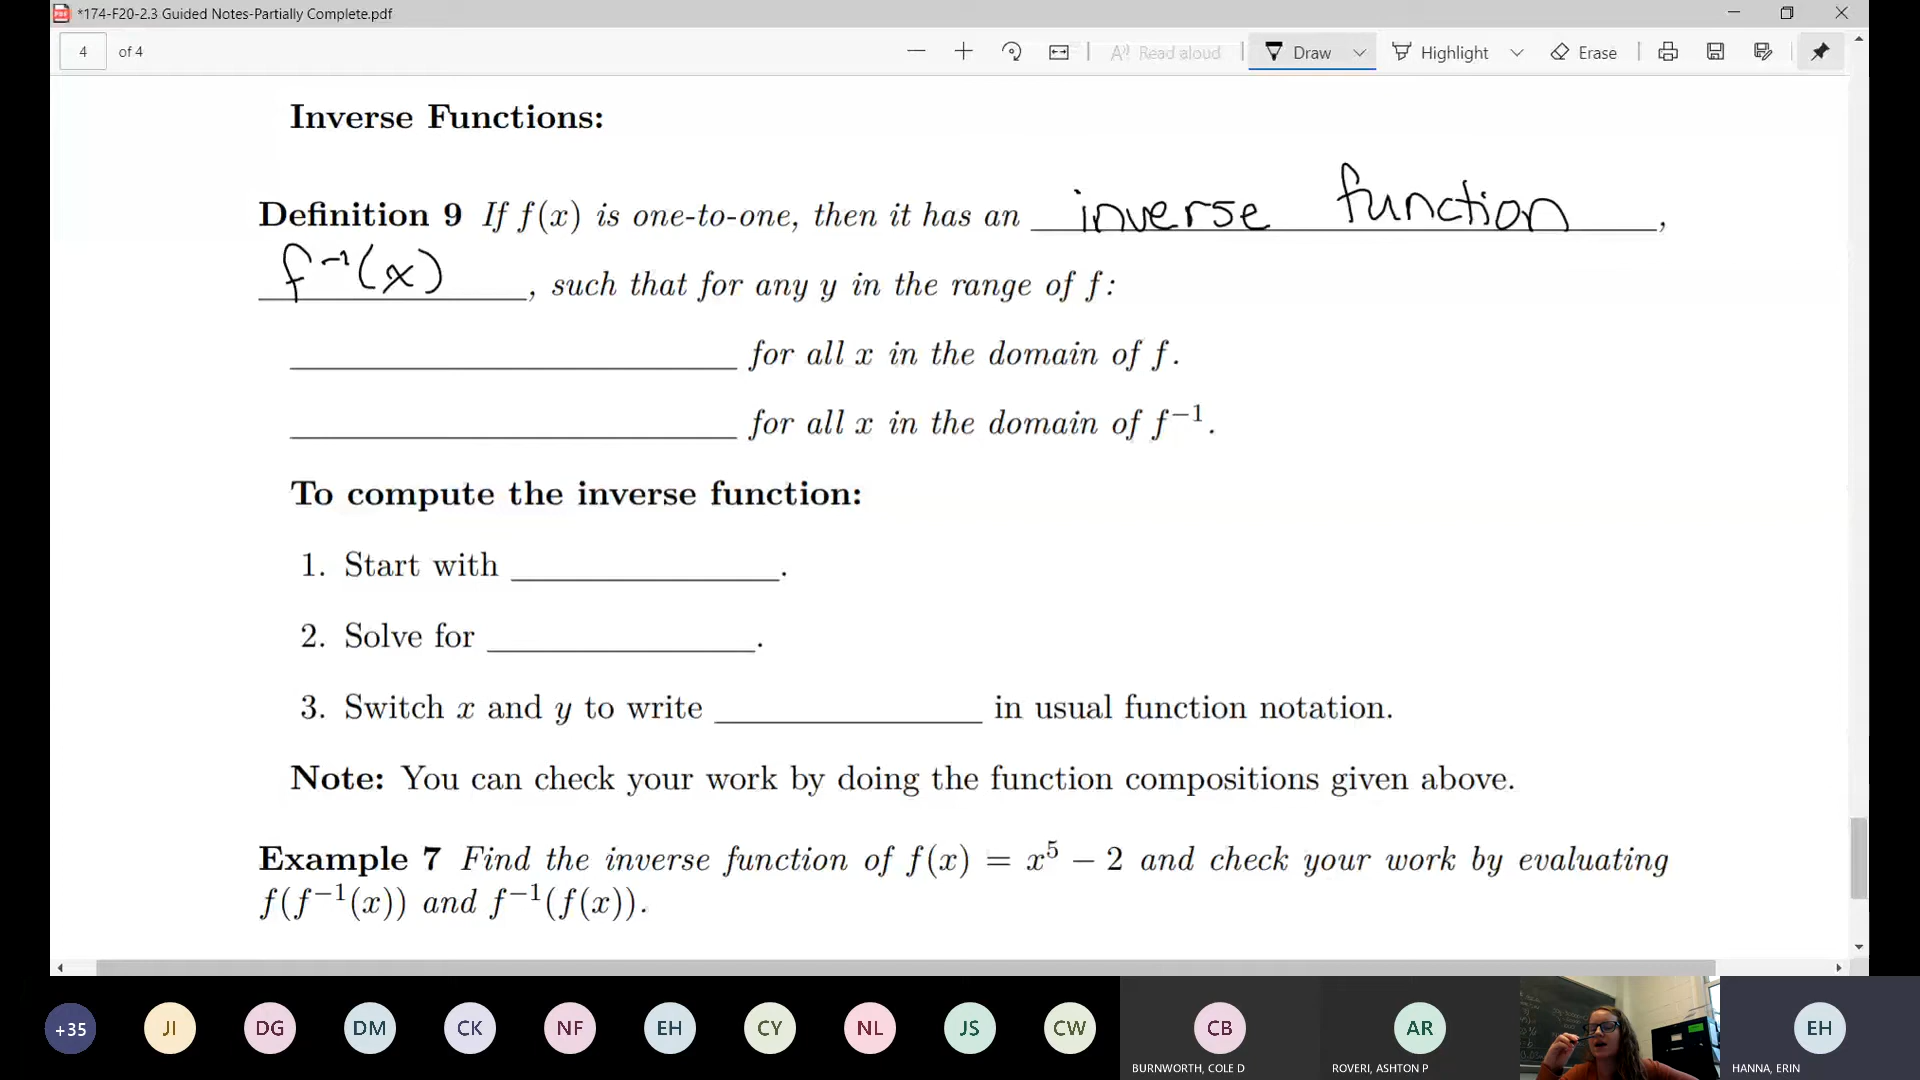 *174-F20-2.3 Guided Notes-Partially Complete.pdf
4 of 4 Read aloud Draw Highlight Erase
Inverse Functions:
Definition 9 If f(x) is one-to-one, then it has an inverse function,
f⁻¹(x), such that for any y in the range of f:
____________ for all x in the domain of f.
____________ for all x in the domain of f⁻¹.
To compute the inverse function:
1. Start with ____________.
2. Solve for ____________.
3. Switch x and y to write ____________ in usual function notation.
Note: You can check your work by doing the function compositions given above.
Example 7 Find the inverse function of f(x) = x⁵ − 2 and check your work by evaluating
f(f⁻¹(x)) and f⁻¹(f(x)).
+35 JI DG DM CK NF EH CY NL JS CW CB AR EH
BURNWORTH, COLE D ROVERI, ASHTON P HANNA, ERIN